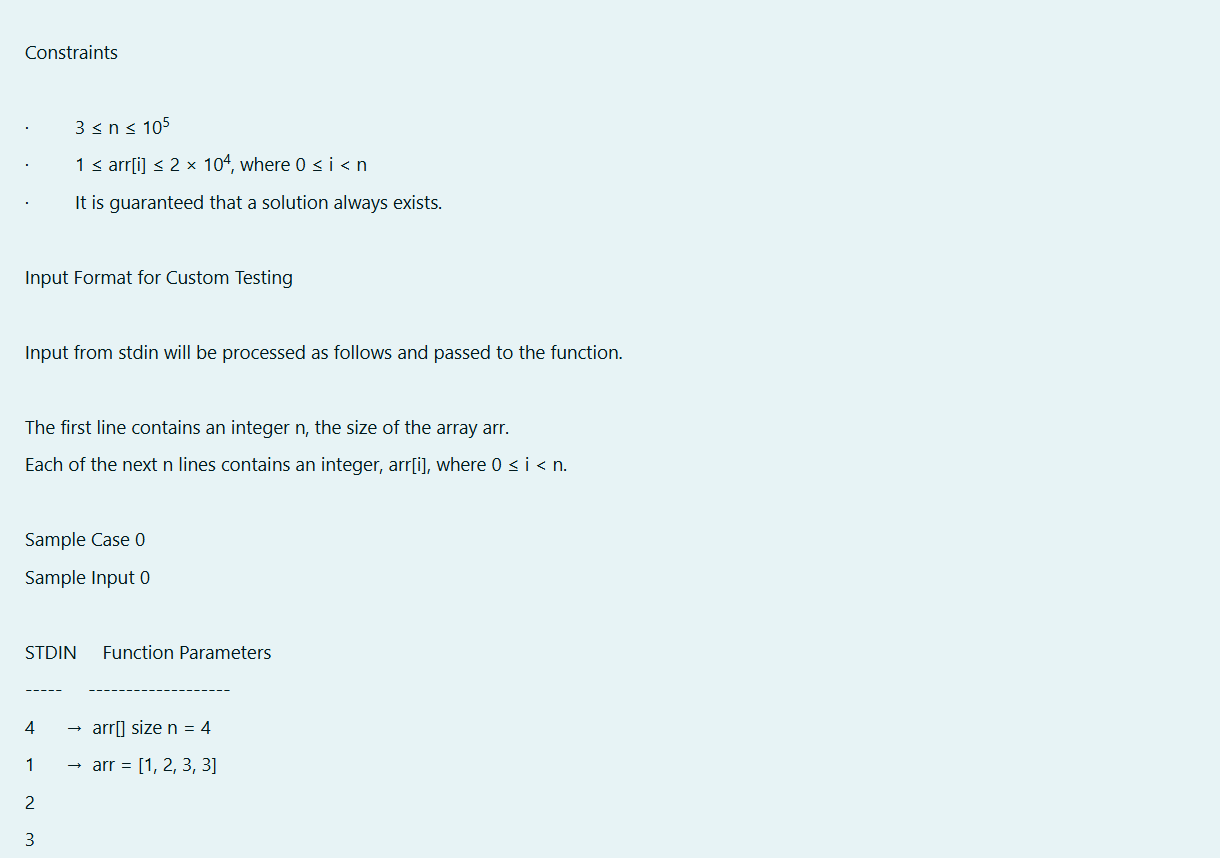 Constraints
· 3 ≤ n ≤ 10⁵
· 1 ≤ arr[i] ≤ 2 × 10⁴, where 0 ≤ i < n
· It is guaranteed that a solution always exists.
Input Format for Custom Testing
Input from stdin will be processed as follows and passed to the function.
The first line contains an integer n, the size of the array arr.
Each of the next n lines contains an integer, arr[i], where 0 ≤ i < n.
Sample Case 0
Sample Input 0
STDIN Function Parameters
----- -------------------
4 → arr[] size n = 4
1 → arr = [1, 2, 3, 3]
2
3